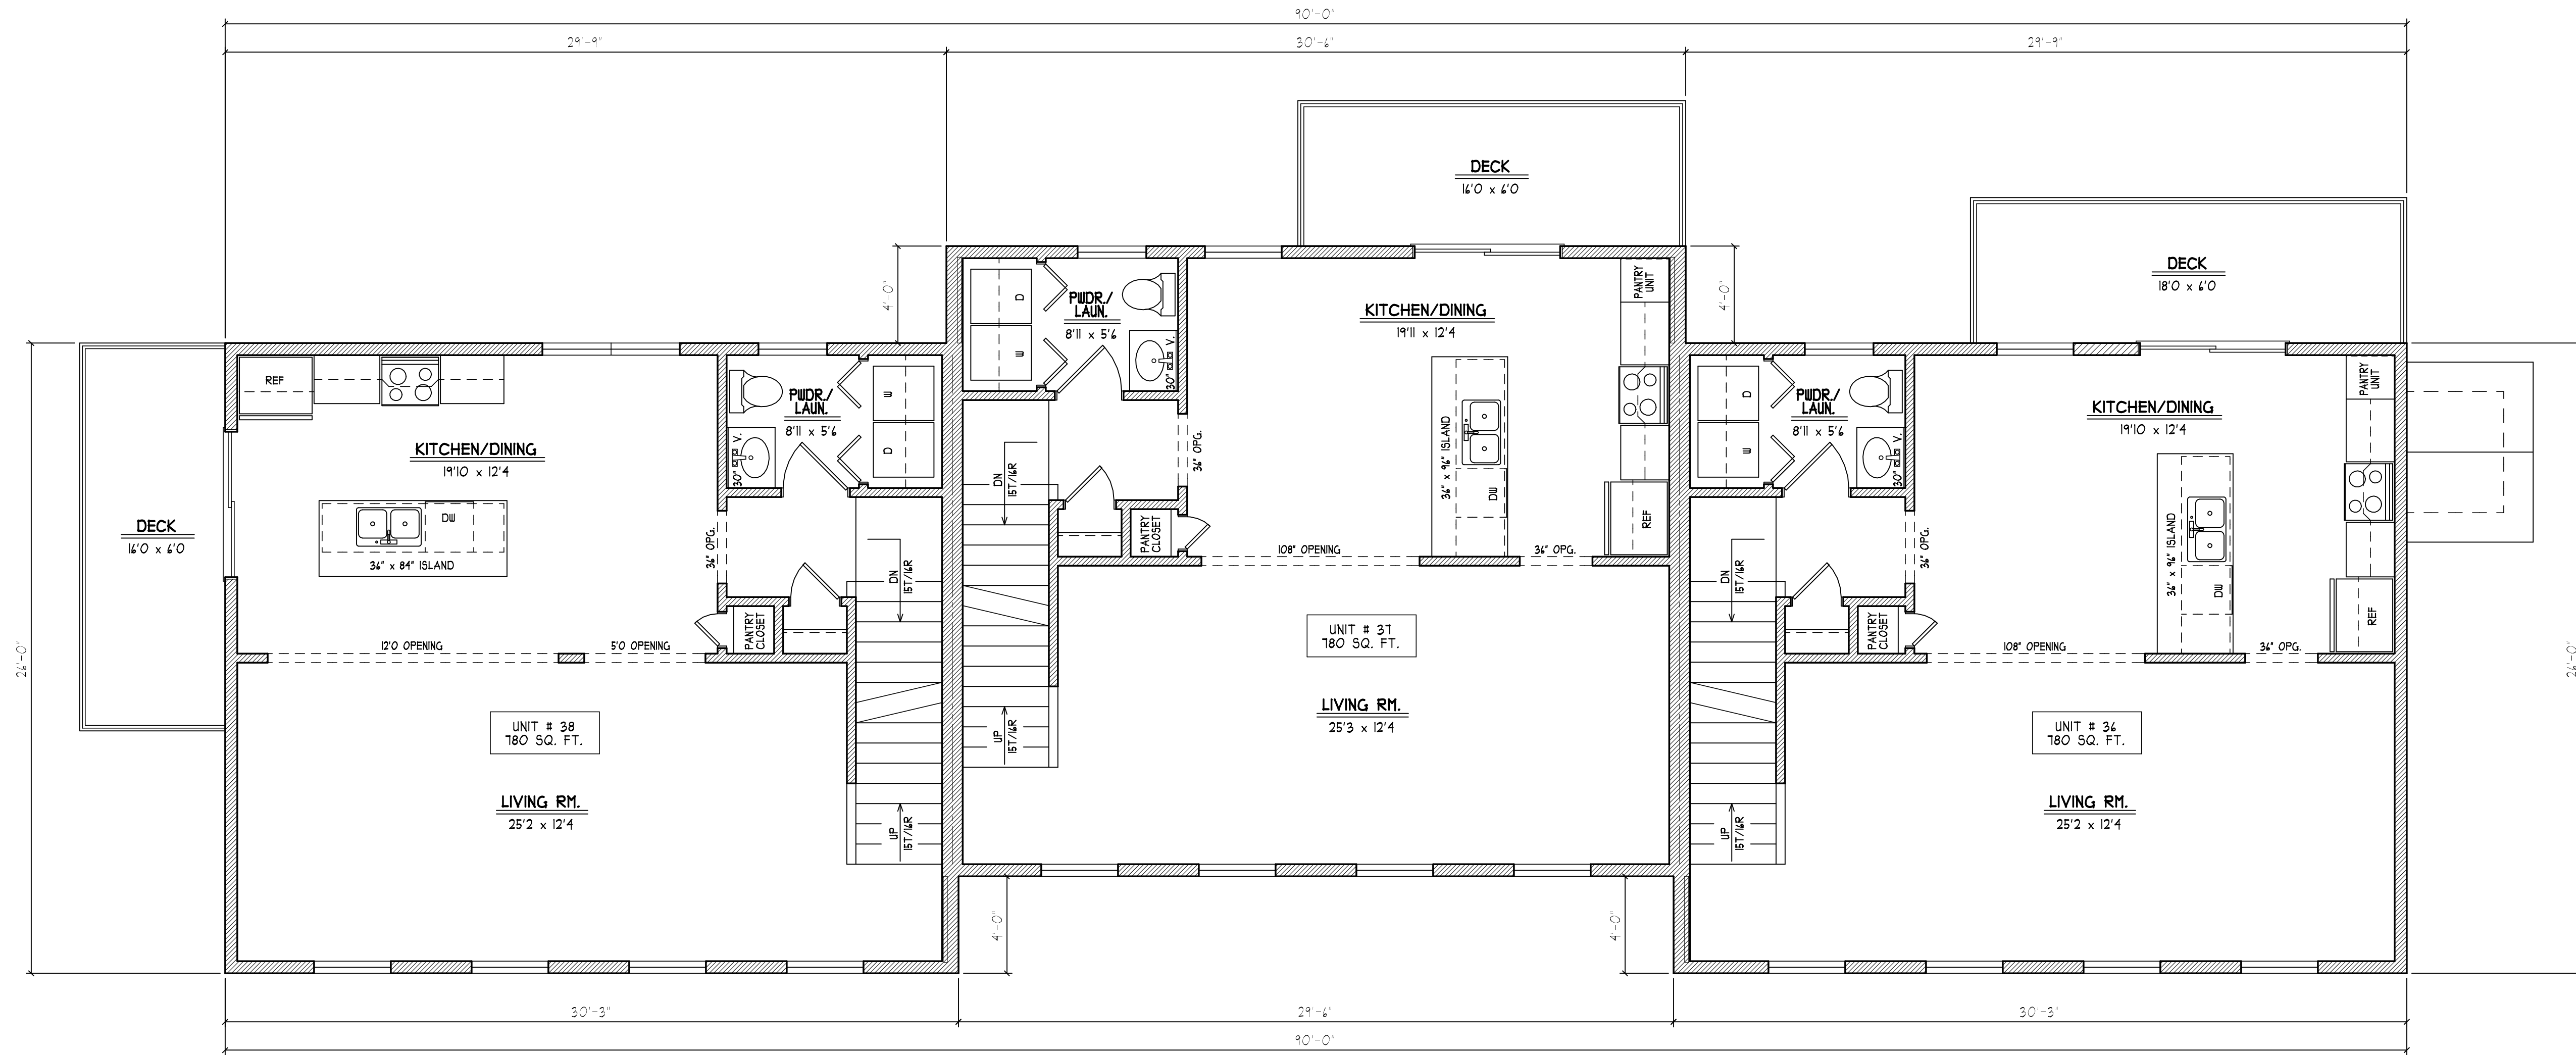 90'-0"
29'-9"
30'-6"
29'-9"
DECK
16'0 x 6'0
DECK
18'0 x 6'0
4'-0"
4'-0"
D
W
PWDR./
LAUN.
8'11 x 5'6
30" V.
KITCHEN/DINING
19'11 x 12'4
PANTRY
UNIT
36" x 96" ISLAND
DW
REF
36" OPG.
DN
15T/16R
PANTRY
CLOSET
108" OPENING
36" OPG.
UNIT # 37
780 SQ. FT.
LIVING RM.
25'3 x 12'4
UP
15T/16R
REF
KITCHEN/DINING
19'10 x 12'4
DW
36" x 84" ISLAND
DECK
16'0 x 6'0
26'-0"
PWDR./
LAUN.
8'11 x 5'6
30" V.
W
D
36" OPG.
DN
15T/16R
PANTRY
CLOSET
12'0 OPENING
5'0 OPENING
UNIT # 38
780 SQ. FT.
LIVING RM.
25'2 x 12'4
UP
15T/16R
D
W
PWDR./
LAUN.
8'11 x 5'6
30" V.
KITCHEN/DINING
19'10 x 12'4
PANTRY
UNIT
36" x 96" ISLAND
DW
REF
36" OPG.
DN
15T/16R
PANTRY
CLOSET
108" OPENING
36" OPG.
UNIT # 36
780 SQ. FT.
LIVING RM.
25'2 x 12'4
UP
15T/16R
26'-0"
4'-0"
4'-0"
30'-3"
29'-6"
30'-3"
90'-0"